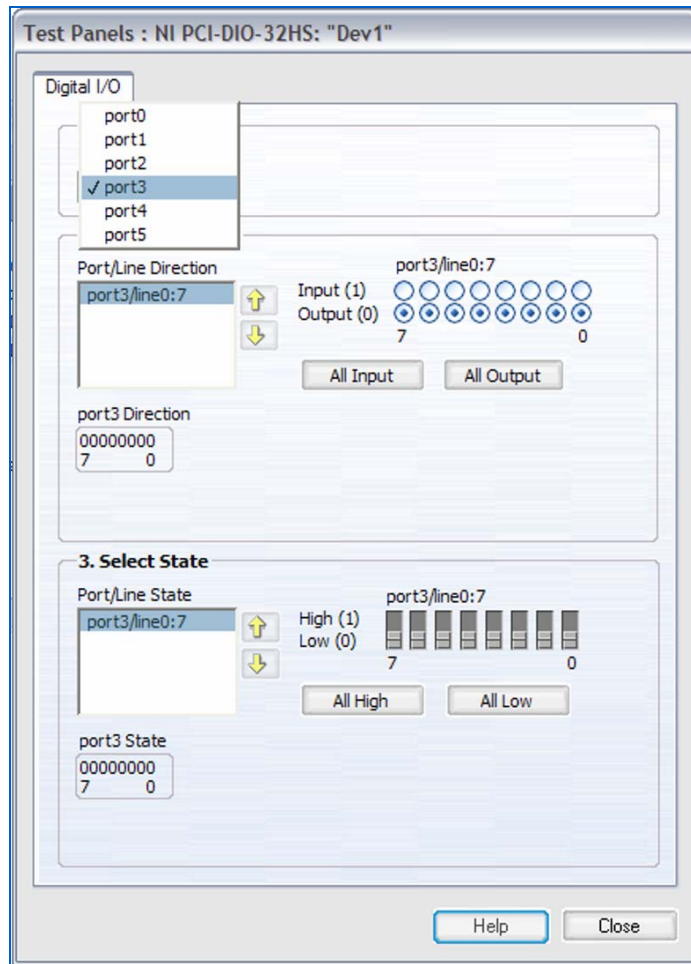 Test Panels : NI PCI-DIO-32HS: "Dev1"
Digital I/O
port0
port1
port2
✓ port3
port4
port5
Port/Line Direction
port3/line0:7
port3/line0:7
Input (1)
Output (0)
7 0
All Input All Output
port3 Direction
00000000
7 0
3. Select State
Port/Line State
port3/line0:7
port3/line0:7
High (1)
Low (0)
7 0
All High All Low
port3 State
00000000
7 0
Help Close